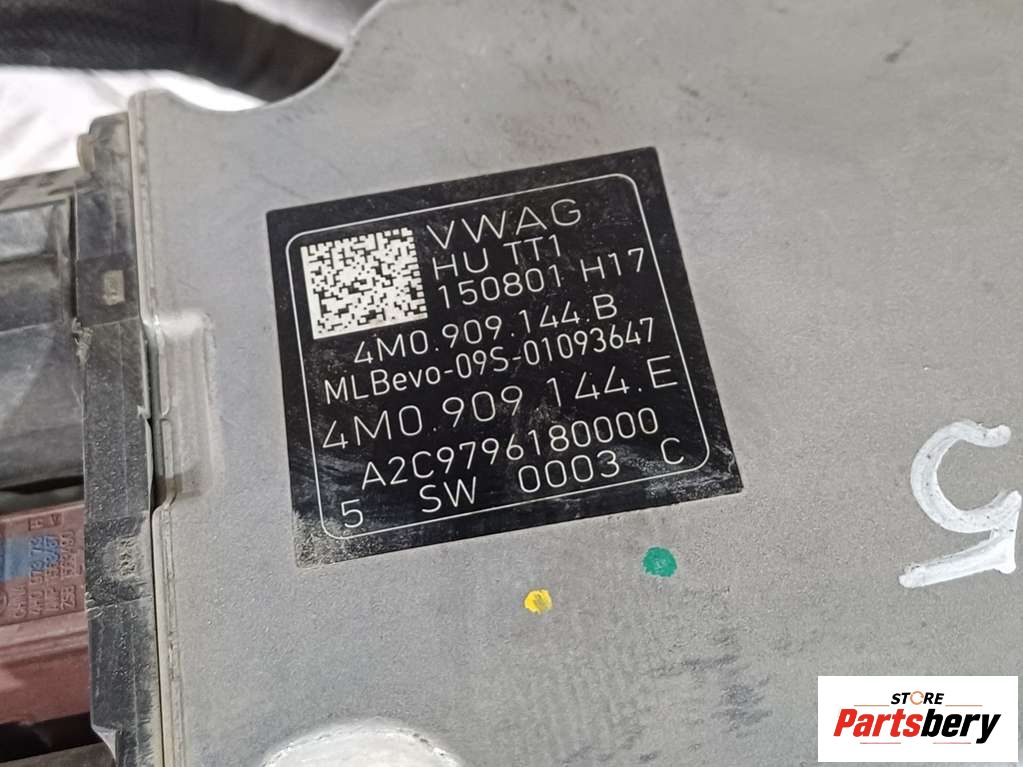 VWAG
HU TT1
150801 H17
4M0.909.144.B
MLBevo-09S-01093647
4M0.909 144.E
A2C9796180000
5 SW 0003 C
5
STORE
Partsbery